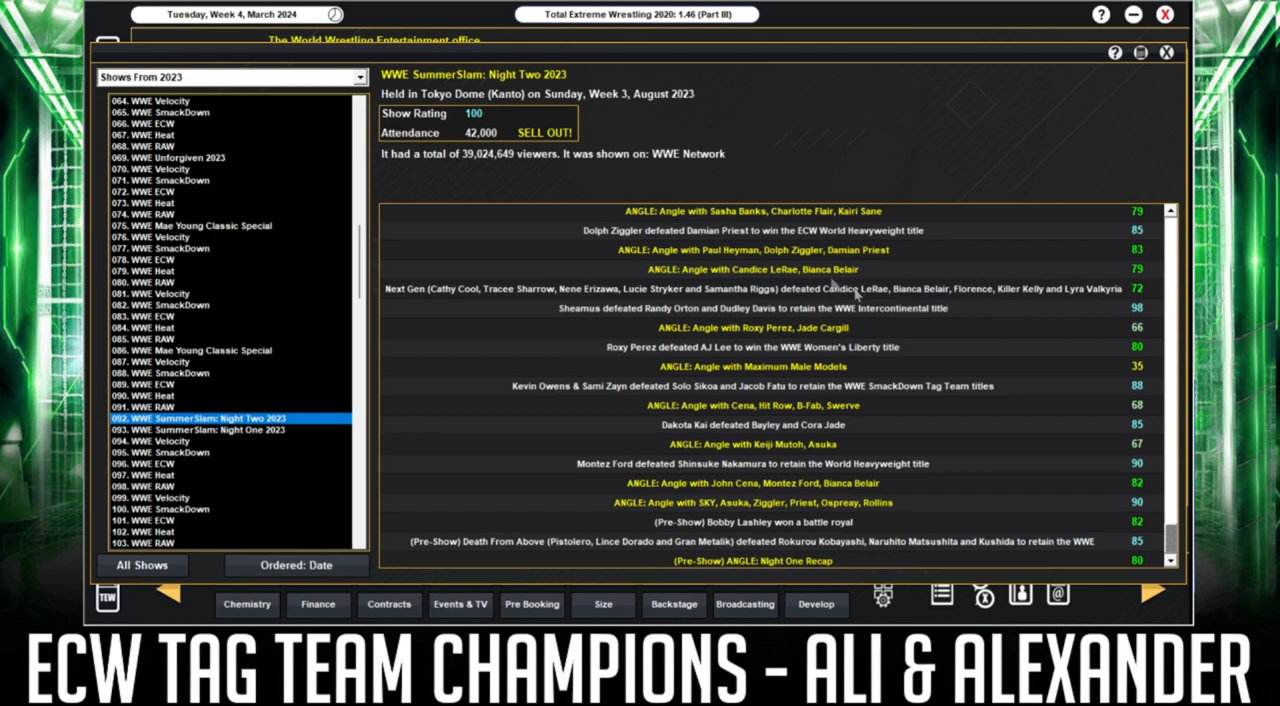 Tuesday, Week 4, March 2024
Total Extreme Wrestling 2020: 1.46 (Part III)
? X
The World Wrestling Entertainment office
? X
Shows From 2023
064. WWE Velocity
065. WWE SmackDown
066. WWE ECW
067. WWE Heat
068. WWE RAW
069. WWE Unforgiven 2023
070. WWE Velocity
071. WWE SmackDown
072. WWE ECW
073. WWE Heat
074. WWE RAW
075. WWE Mae Young Classic Special
076. WWE Velocity
077. WWE SmackDown
078. WWE ECW
079. WWE Heat
080. WWE RAW
081. WWE Velocity
082. WWE SmackDown
083. WWE ECW
084. WWE Heat
085. WWE RAW
086. WWE Mae Young Classic Special
087. WWE Velocity
088. WWE SmackDown
089. WWE ECW
090. WWE Heat
091. WWE RAW
092. WWE SummerSlam: Night Two 2023
093. WWE SummerSlam: Night One 2023
094. WWE Velocity
095. WWE SmackDown
096. WWE ECW
097. WWE Heat
098. WWE RAW
099. WWE Velocity
100. WWE SmackDown
101. WWE ECW
102. WWE Heat
103. WWE RAW
All Shows
Ordered: Date
WWE SummerSlam: Night Two 2023
Held in Tokyo Dome (Kanto) on Sunday, Week 3, August 2023
Show Rating 100
Attendance 42,000 SELL OUT!
It had a total of 39,024,649 viewers. It was shown on: WWE Network
ANGLE: Angle with Sasha Banks, Charlotte Flair, Kairi Sane 79
Dolph Ziggler defeated Damian Priest to win the ECW World Heavyweight title 85
ANGLE: Angle with Paul Heyman, Dolph Ziggler, Damian Priest 83
ANGLE: Angle with Candice LeRae, Bianca Belair 79
Next Gen (Cathy Cool, Tracee Sharrow, Nene Erizawa, Lucie Stryker and Samantha Riggs) defeated Candice LeRae, Bianca Belair, Florence, Killer Kelly and Lyra Valkyria 72
Sheamus defeated Randy Orton and Dudley Davis to retain the WWE Intercontinental title 98
ANGLE: Angle with Roxy Perez, Jade Cargill 66
Roxy Perez defeated AJ Lee to win the WWE Women's Liberty title 80
ANGLE: Angle with Maximum Male Models 35
Kevin Owens & Sami Zayn defeated Solo Sikoa and Jacob Fatu to retain the WWE SmackDown Tag Team titles 88
ANGLE: Angle with Cena, Hit Row, B-Fab, Swerve 68
Dakota Kai defeated Bayley and Cora Jade 85
ANGLE: Angle with Keiji Mutoh, Asuka 67
Montez Ford defeated Shinsuke Nakamura to retain the World Heavyweight title 90
ANGLE: Angle with John Cena, Montez Ford, Bianca Belair 82
ANGLE: Angle with SKY, Asuka, Ziggler, Priest, Ospreay, Rollins 90
(Pre-Show) Bobby Lashley won a battle royal 82
(Pre-Show) Death From Above (Pistolero, Lince Dorado and Gran Metalik) defeated Rokurou Kobayashi, Naruhito Matsushita and Kushida to retain the WWE 85
(Pre-Show) ANGLE: Night One Recap 80
TEW
Chemistry
Finance
Contracts
Events & TV
Pre Booking
Size
Backstage
Broadcasting
Develop
@
ECW TAG TEAM CHAMPIONS - ALI & ALEXANDER